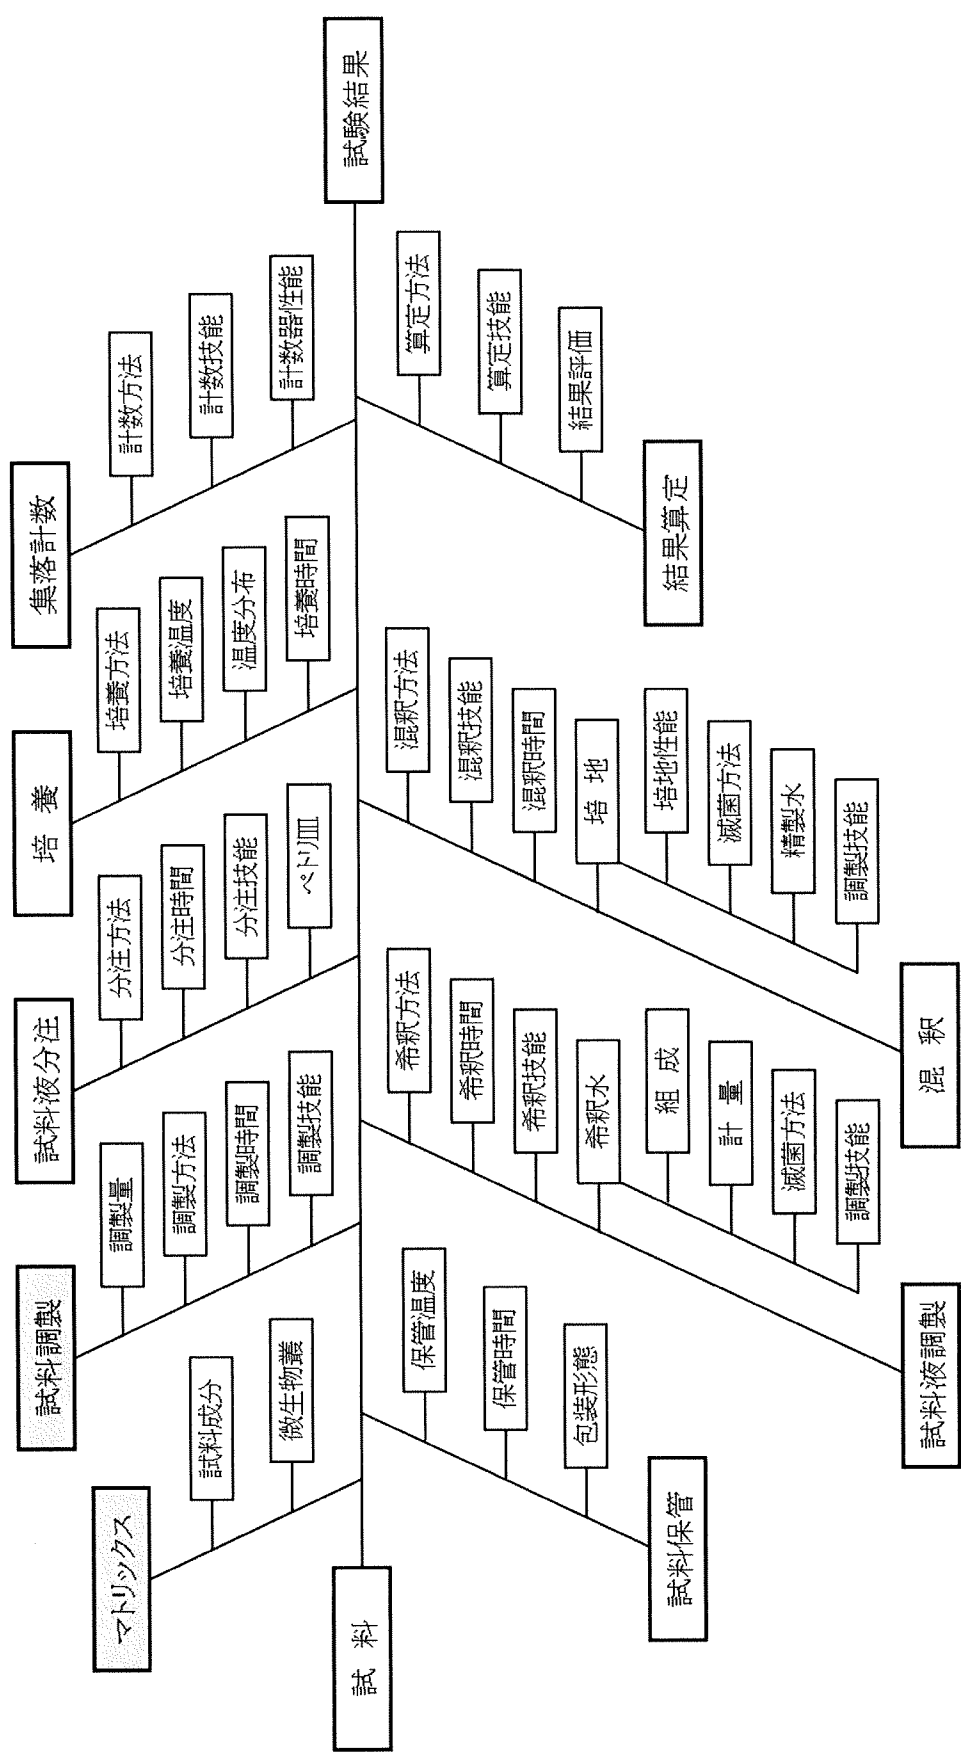 マトリックス
試料成分
微生物叢
試料調製
調製量
調製方法
調製時間
調製技能
試料液分注
分注方法
分注時間
分注技能
ペトリ皿
培養
培養方法
培養温度
温度分布
培養時間
集落計数
計数方法
計数技能
計数器性能
試料
試験結果
試料保管
保管温度
保管時間
包装形態
試料液調製
希釈方法
希釈時間
希釈技能
希釈水
組成
計量
滅菌方法
調製技能
混釈
混釈方法
混釈技能
混釈時間
培地
培地性能
滅菌方法
精製水
調製技能
結果算定
算定方法
算定技能
結果評価